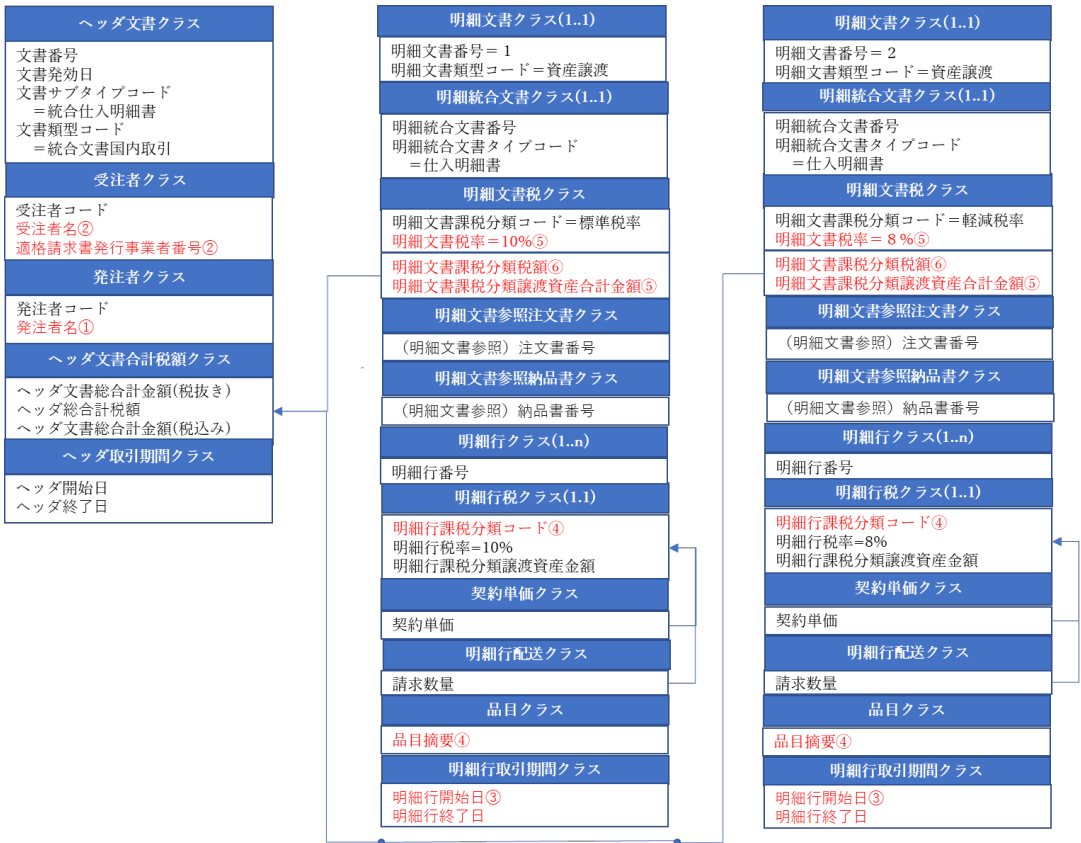 ヘッダ文書クラス
文書番号
文書発効日
文書サブタイプコード
＝統合仕入明細書
文書類型コード
＝統合文書国内取引
受注者クラス
受注者コード
受注者名②
適格請求書発行事業者番号②
発注者クラス
発注者コード
発注者名①
ヘッダ文書合計税額クラス
ヘッダ文書総合計金額(税抜き)
ヘッダ総合計税額
ヘッダ文書総合計金額(税込み)
ヘッダ取引期間クラス
ヘッダ開始日
ヘッダ終了日
明細文書クラス(1..1)
明細文書番号＝１
明細文書類型コード＝資産譲渡
明細統合文書クラス(1..1)
明細統合文書番号
明細統合文書タイプコード
＝仕入明細書
明細文書税クラス
明細文書課税分類コード＝標準税率
明細文書税率＝10%⑤
明細文書課税分類税額⑥
明細文書課税分類譲渡資産合計金額⑤
明細文書参照注文書クラス
（明細文書参照）注文書番号
明細文書参照納品書クラス
（明細文書参照）納品書番号
明細行クラス(1..n)
明細行番号
明細行税クラス(1.1)
明細行課税分類コード④
明細行税率=10%
明細行課税分類譲渡資産金額
契約単価クラス
契約単価
明細行配送クラス
請求数量
品目クラス
品目摘要④
明細行取引期間クラス
明細行開始日③
明細行終了日
明細文書クラス(1..1)
明細文書番号＝２
明細文書類型コード＝資産譲渡
明細統合文書クラス(1..1)
明細統合文書番号
明細統合文書タイプコード
＝仕入明細書
明細文書税クラス
明細文書課税分類コード＝軽減税率
明細文書税率＝８%⑤
明細文書課税分類税額⑥
明細文書課税分類譲渡資産合計金額⑤
明細文書参照注文書クラス
（明細文書参照）注文書番号
明細文書参照納品書クラス
（明細文書参照）納品書番号
明細行クラス(1..n)
明細行番号
明細行税クラス(1..1)
明細行課税分類コード④
明細行税率=8%
明細行課税分類譲渡資産金額
契約単価クラス
契約単価
明細行配送クラス
請求数量
品目クラス
品目摘要④
明細行取引期間クラス
明細行開始日③
明細行終了日